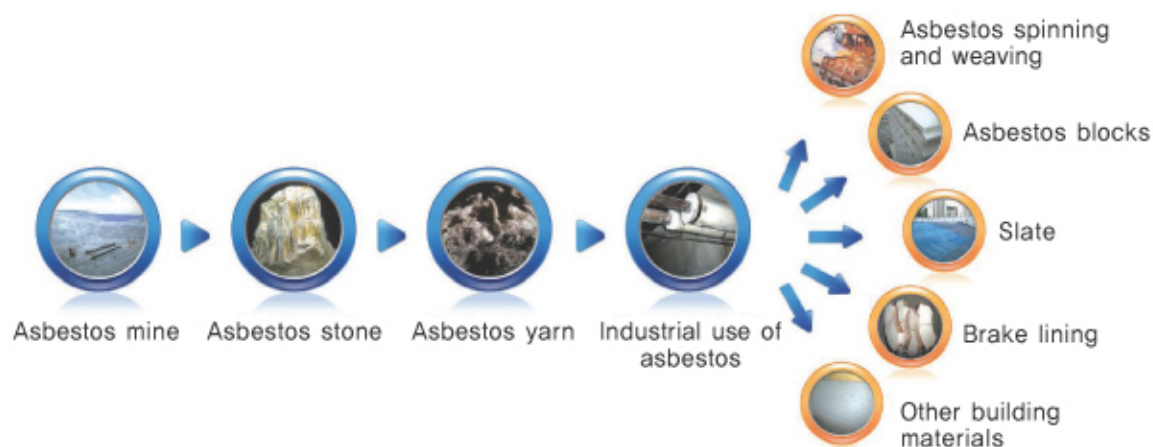 Asbestos spinning
and weaving
Asbestos blocks
Slate
Asbestos mine
Asbestos stone
Asbestos yarn
Industrial use of
asbestos
Brake lining
Other building
materials